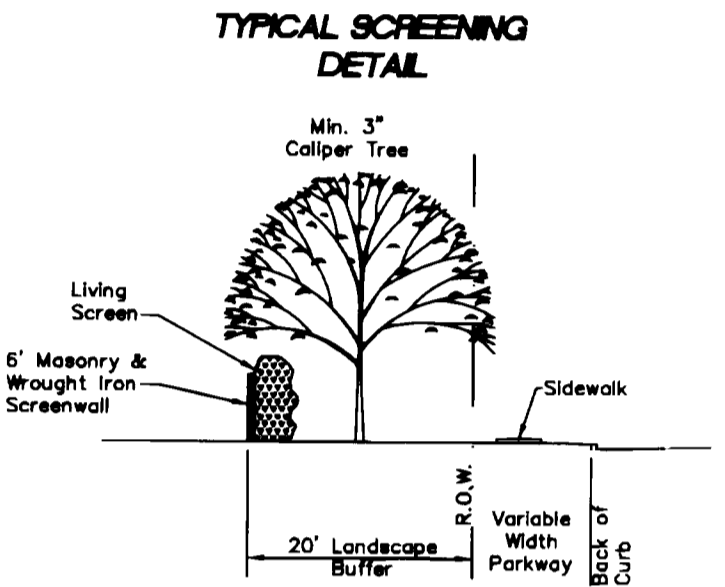 TYPICAL SCREENING
DETAIL
Min. 3"
Caliper Tree
Living
Screen
6' Masonry &
Wrought Iron
Screenwall
Sidewalk
R.O.W.
20' Landscape
Buffer
Variable
Width
Parkway
Back of
Curb